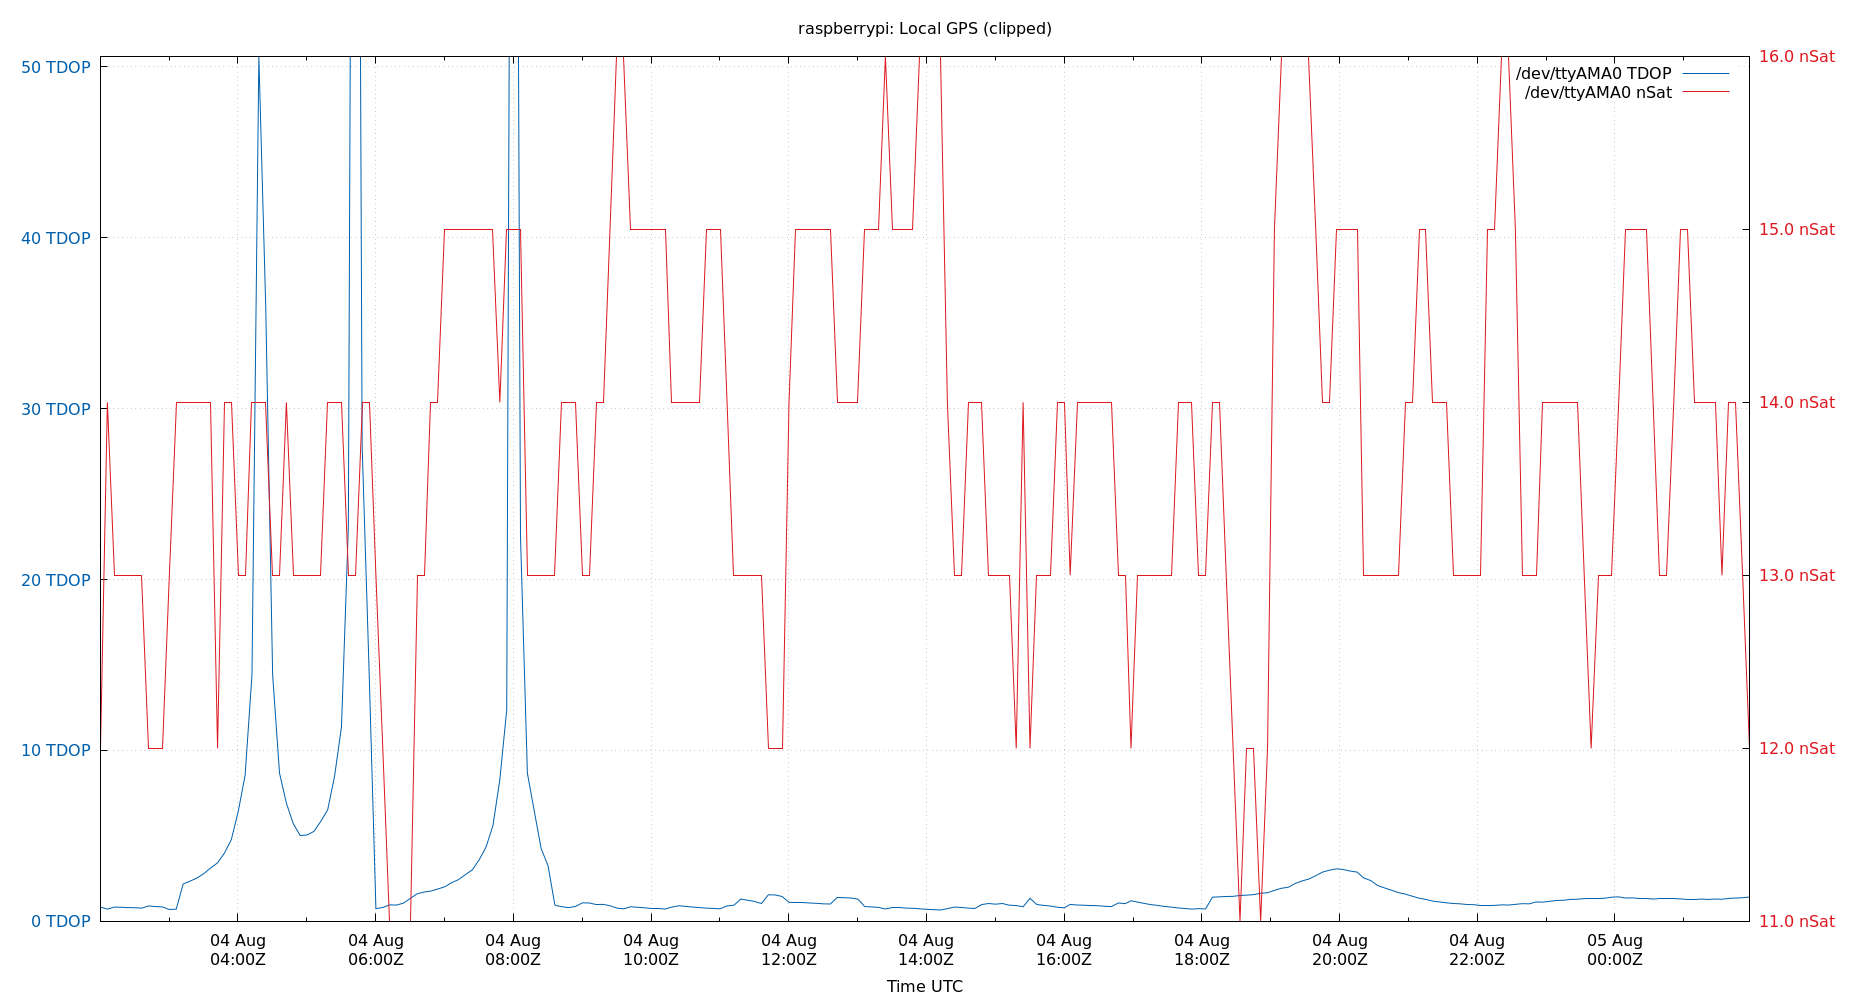 raspberrypi: Local GPS (clipped)
50 TDOP
40 TDOP
30 TDOP
20 TDOP
10 TDOP
0 TDOP
16.0 nSat
15.0 nSat
14.0 nSat
13.0 nSat
12.0 nSat
11.0 nSat
/dev/ttyAMA0 TDOP
/dev/ttyAMA0 nSat
04 Aug 04 Aug 04 Aug 04 Aug 04 Aug 04 Aug 04 Aug 04 Aug 04 Aug 04 Aug 05 Aug
04:00Z 06:00Z 08:00Z 10:00Z 12:00Z 14:00Z 16:00Z 18:00Z 20:00Z 22:00Z 00:00Z
Time UTC